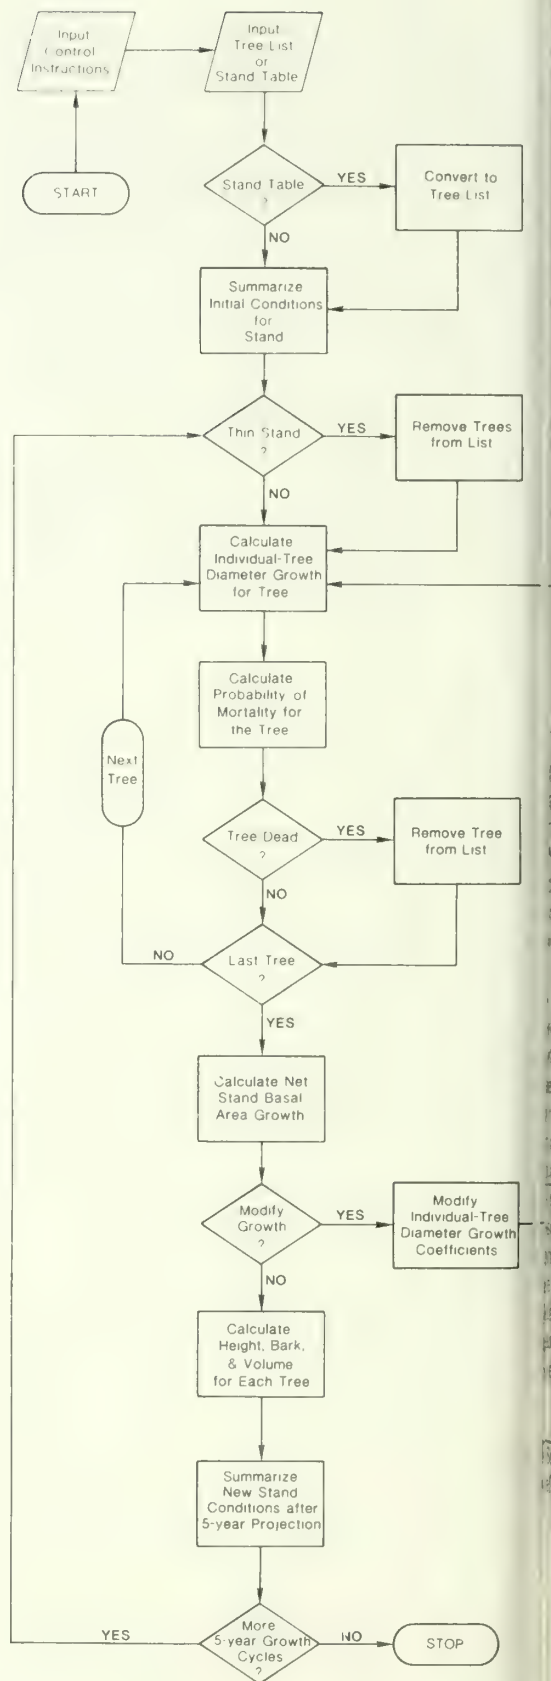 Input
Control
Instructions
Input
Tree List
or
Stand Table
START
Stand Table
?
YES
Convert to
Tree List
NO
Summarize
Initial Conditions
for
Stand
Thin Stand
?
YES
Remove Trees
from List
NO
Calculate
Individual-Tree
Diameter Growth
for Tree
Calculate
Probability of
Mortality for
the Tree
Next
Tree
Tree Dead
?
YES
Remove Tree
from List
NO
Last Tree
?
NO
YES
Calculate Net
Stand Basal
Area Growth
Modify
Growth
?
YES
Modify
Individual-Tree
Diameter Growth
Coefficients
NO
Calculate
Height, Bark,
& Volume
for Each Tree
Summarize
New Stand
Conditions after
5-year Projection
More
5-year Growth
Cycles
?
YES
NO
STOP